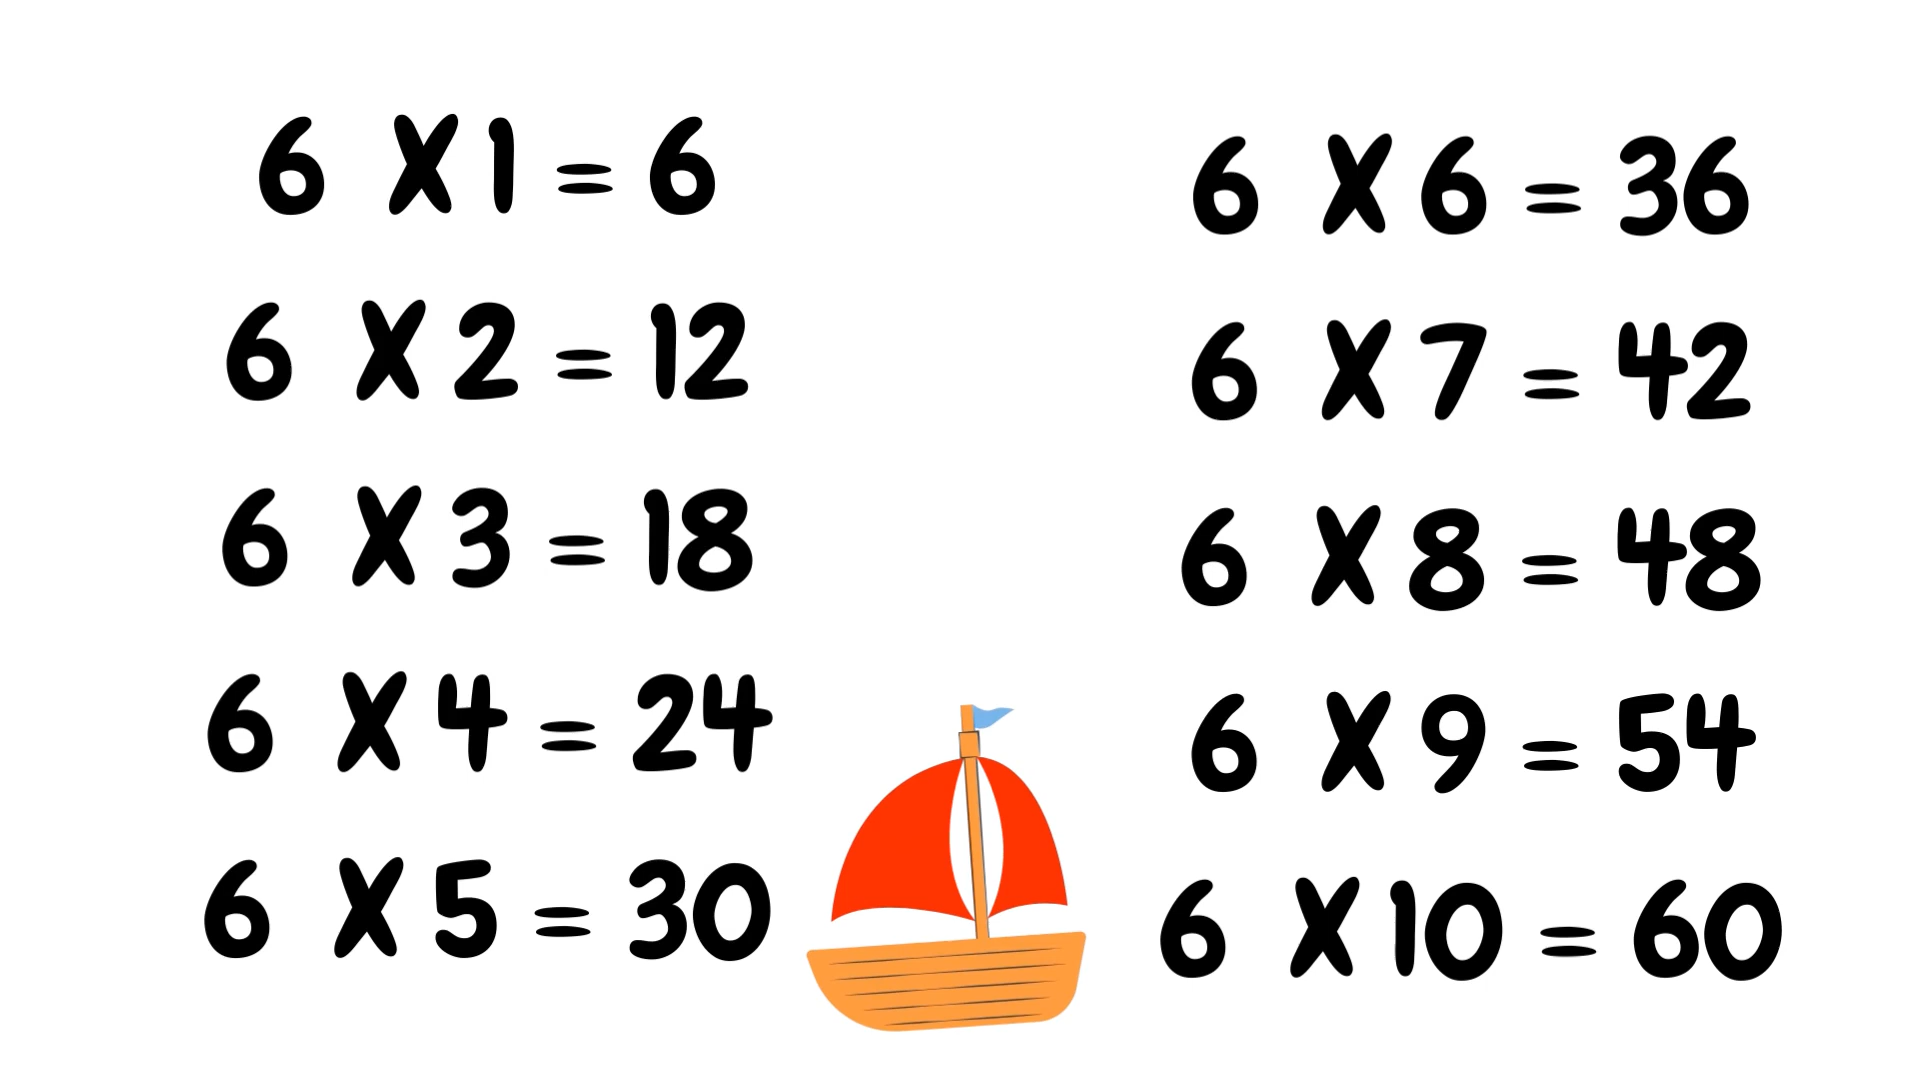 6 X 1 = 6
6 X 2 = 12
6 X 3 = 18
6 X 4 = 24
6 X 5 = 30
6 X 6 = 36
6 X 7 = 42
6 X 8 = 48
6 X 9 = 54
6 X 10 = 60